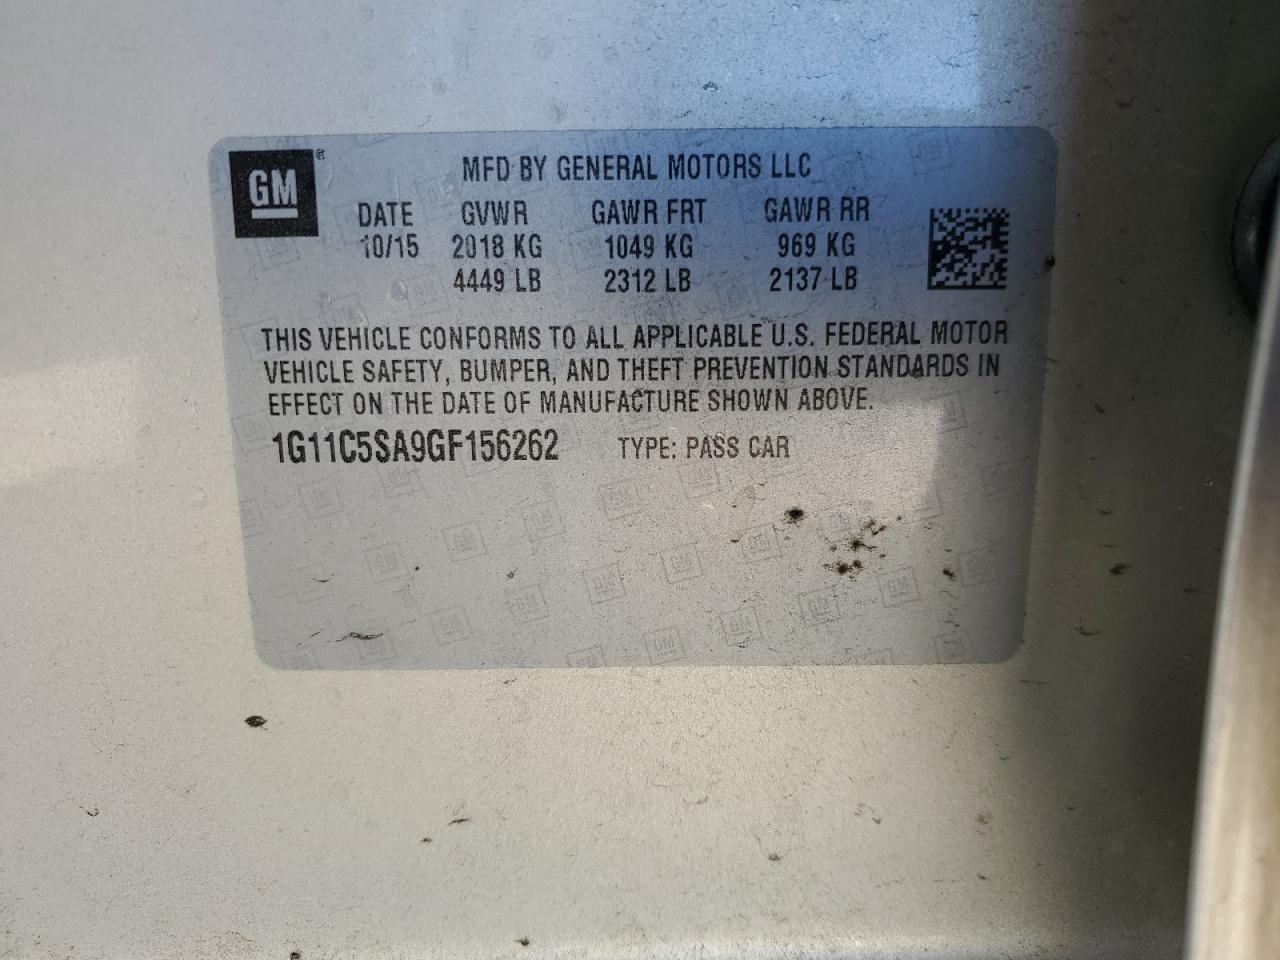 GM®
MFD BY GENERAL MOTORS LLC
DATE GVWR GAWR FRT GAWR RR
10/15 2018 KG 1049 KG 969 KG
4449 LB 2312 LB 2137 LB
THIS VEHICLE CONFORMS TO ALL APPLICABLE U.S. FEDERAL MOTOR
VEHICLE SAFETY, BUMPER, AND THEFT PREVENTION STANDARDS IN
EFFECT ON THE DATE OF MANUFACTURE SHOWN ABOVE.
1G11C5SA9GF156262 TYPE: PASS CAR